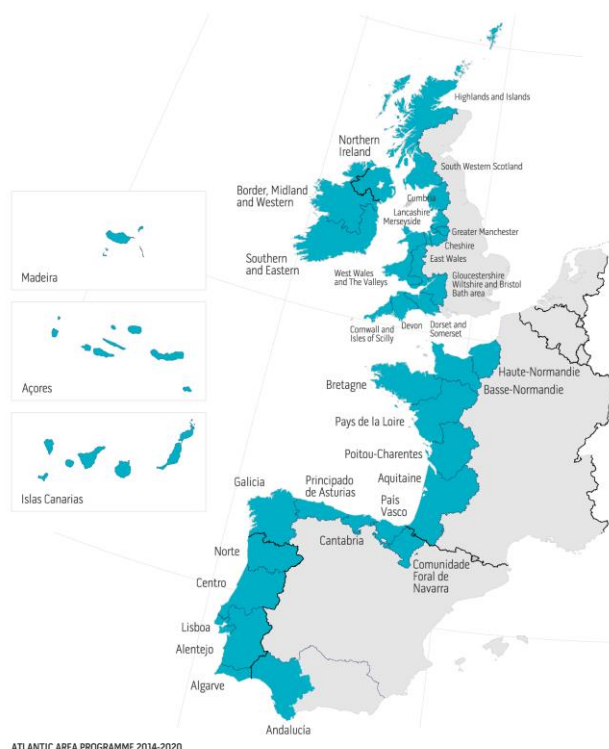 Highlands and Islands
Northern
Ireland
South Western Scotland
Border, Midland
and Western
Cumbria
Lancashire
Merseyside
Greater Manchester
Cheshire
East Wales
Southern
and Eastern
West Wales
and The Valleys
Gloucestershire
Wiltshire and Bristol
Bath area
Cornwall and
Isles of Scilly
Devon
Dorset and
Somerset
Madeira
Açores
Islas Canarias
Haute-Normandie
Basse-Normandie
Bretagne
Pays de la Loire
Poitou-Charentes
Aquitaine
País
Vasco
Principado
de Asturias
Galicia
Cantabria
Comunidade
Foral de
Navarra
Norte
Centro
Lisboa
Alentejo
Algarve
Andalucía
ATLANTIC AREA PROGRAMME 2014-2020